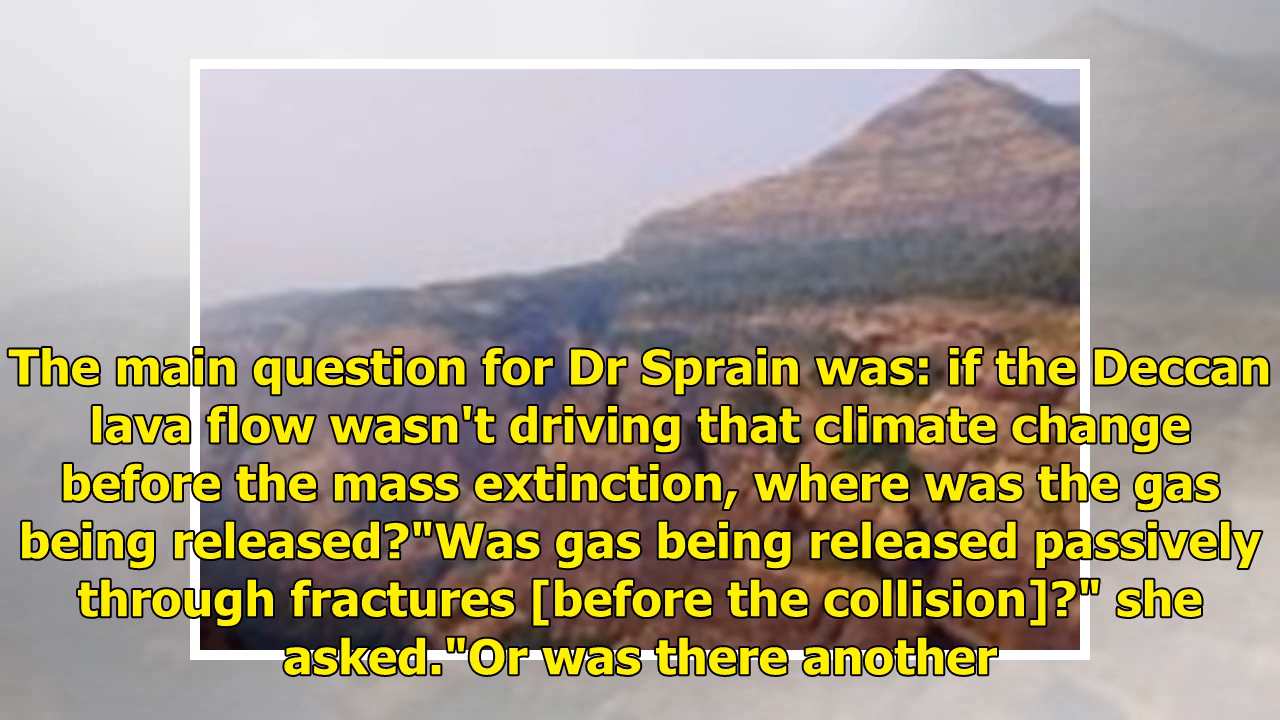 The main question for Dr Sprain was: if the Deccan
lava flow wasn't driving that climate change
before the mass extinction, where was the gas
being released?"Was gas being released passively
through fractures [before the collision]?" she
asked."Or was there another